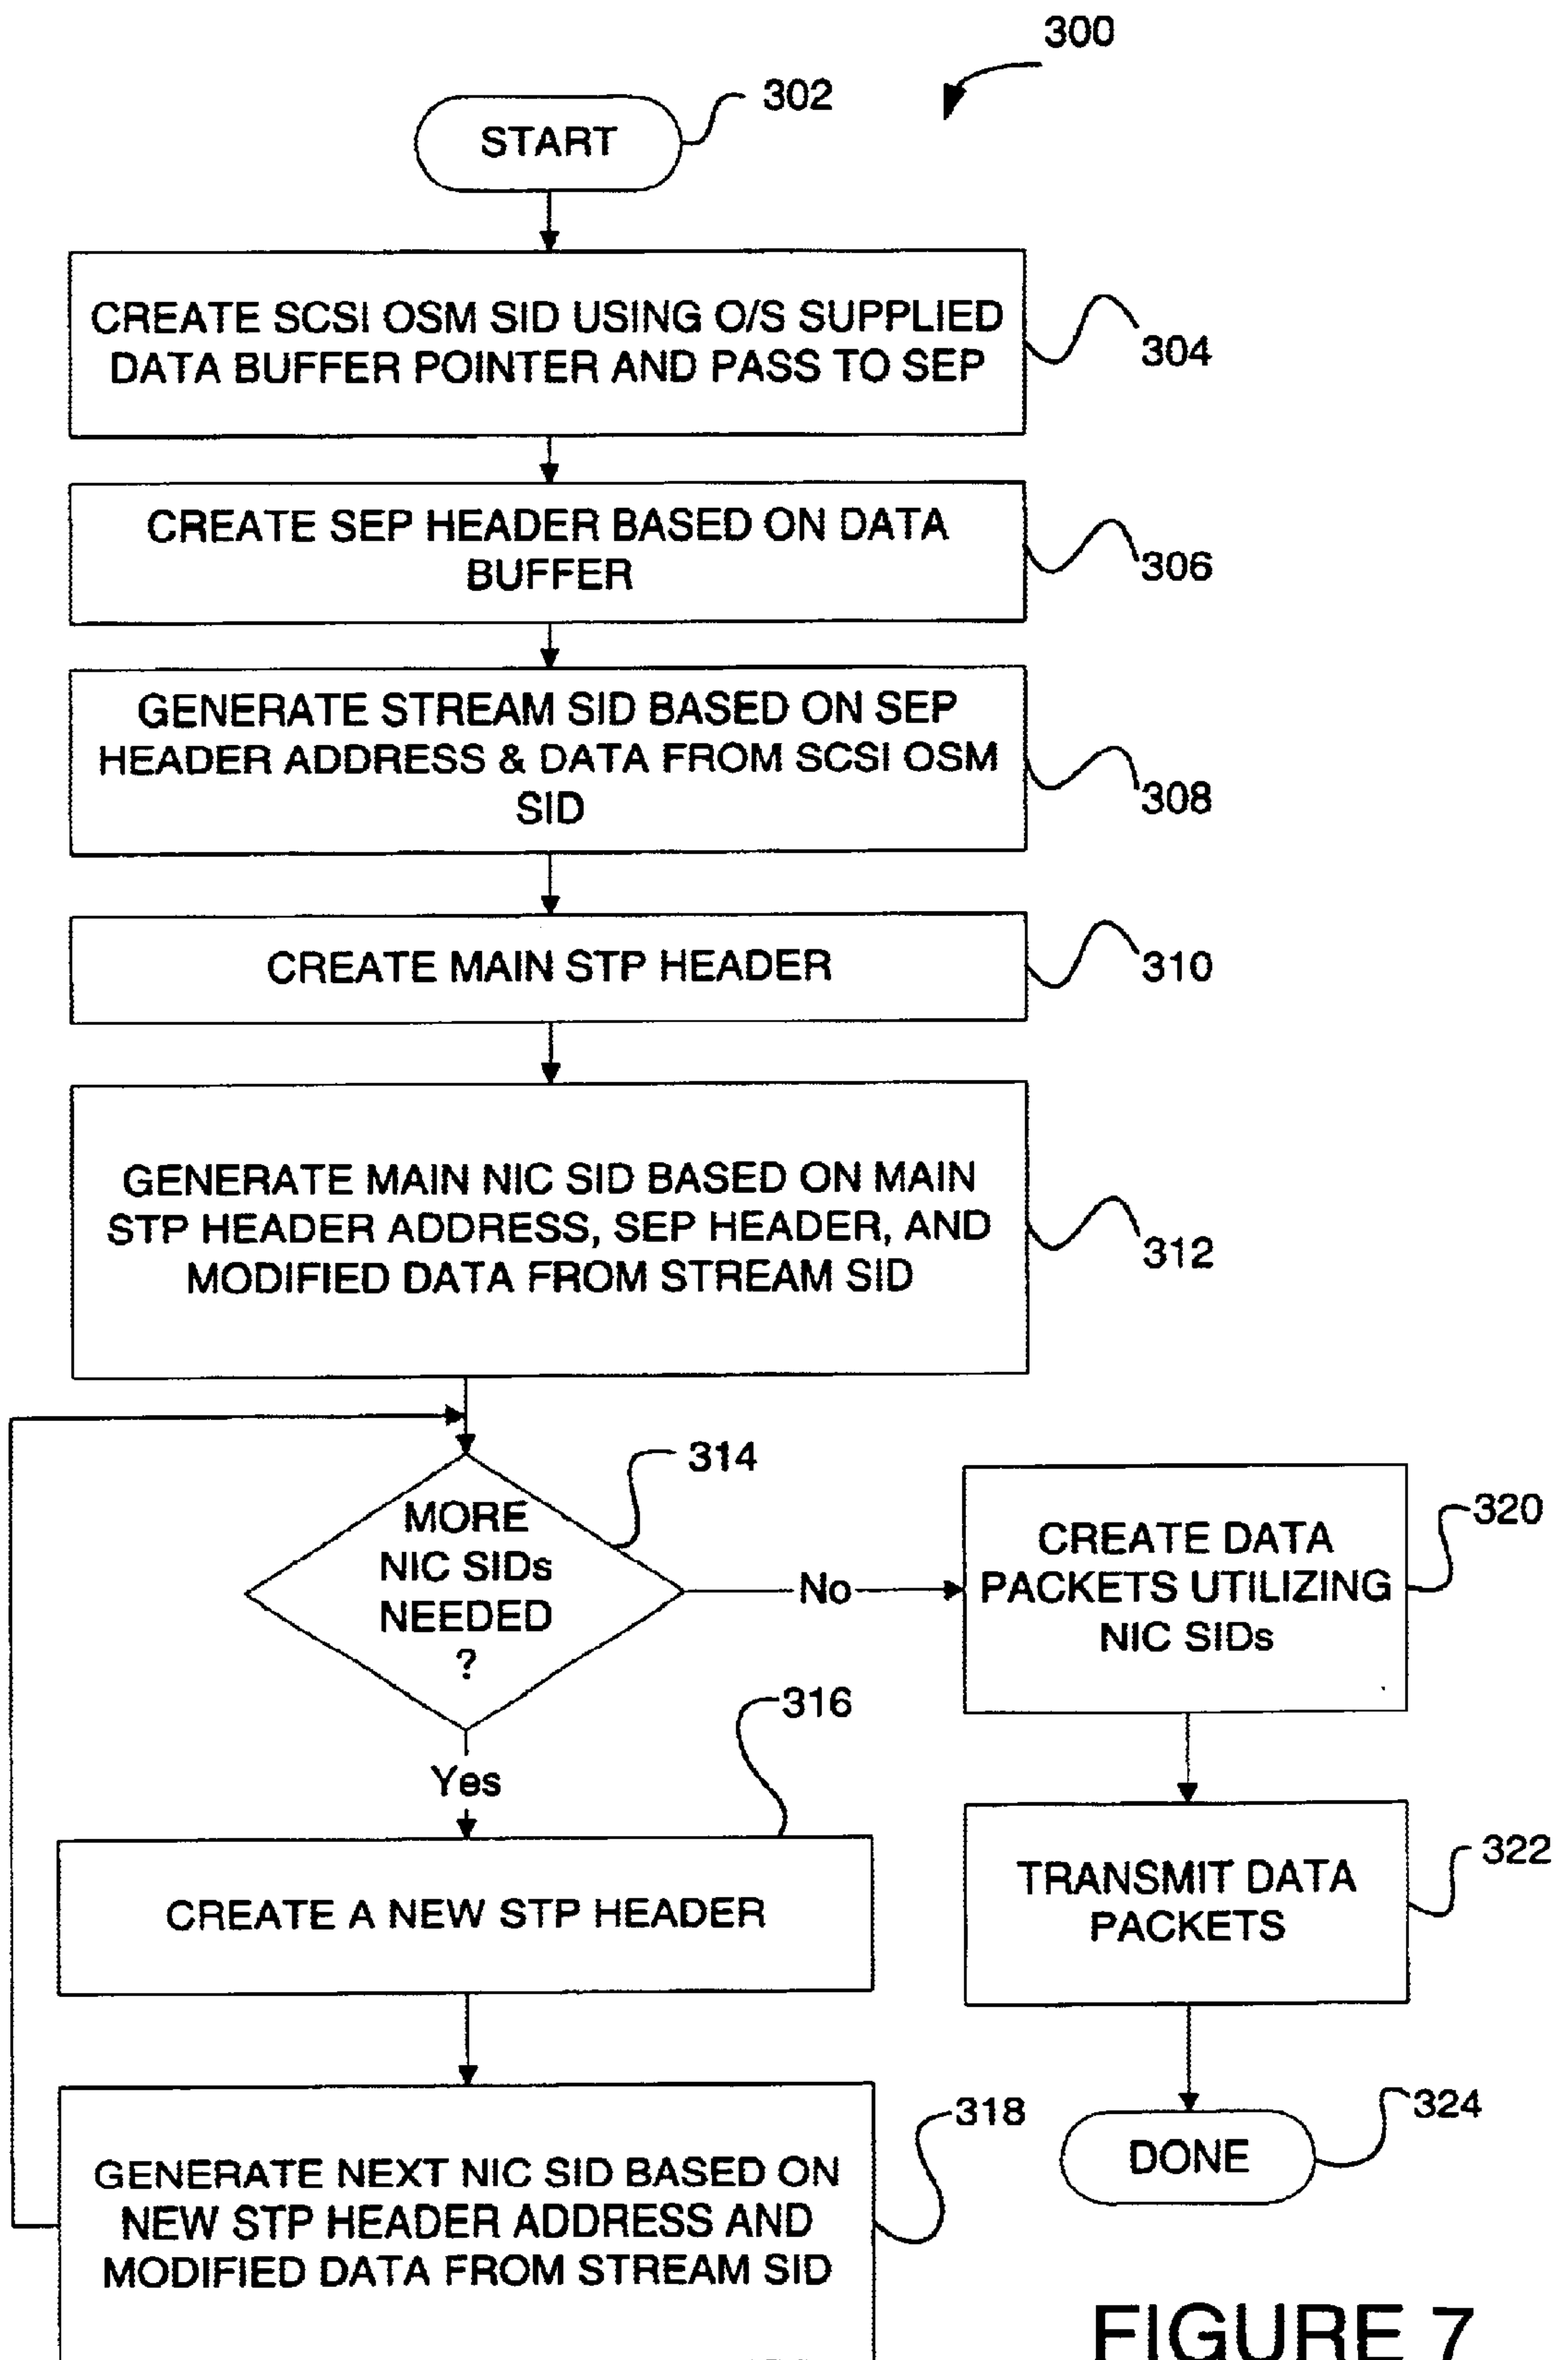 300
START
302
CREATE SCSI OSM SID USING O/S SUPPLIED
DATA BUFFER POINTER AND PASS TO SEP
304
CREATE SEP HEADER BASED ON DATA
BUFFER
306
GENERATE STREAM SID BASED ON SEP
HEADER ADDRESS & DATA FROM SCSI OSM
SID
308
CREATE MAIN STP HEADER
310
GENERATE MAIN NIC SID BASED ON MAIN
STP HEADER ADDRESS, SEP HEADER, AND
MODIFIED DATA FROM STREAM SID
312
314
MORE
NIC SIDs
NEEDED
?
No
CREATE DATA
PACKETS UTILIZING
NIC SIDs
320
Yes
316
CREATE A NEW STP HEADER
TRANSMIT DATA
PACKETS
322
GENERATE NEXT NIC SID BASED ON
NEW STP HEADER ADDRESS AND
MODIFIED DATA FROM STREAM SID
318
DONE
324
FIGURE 7